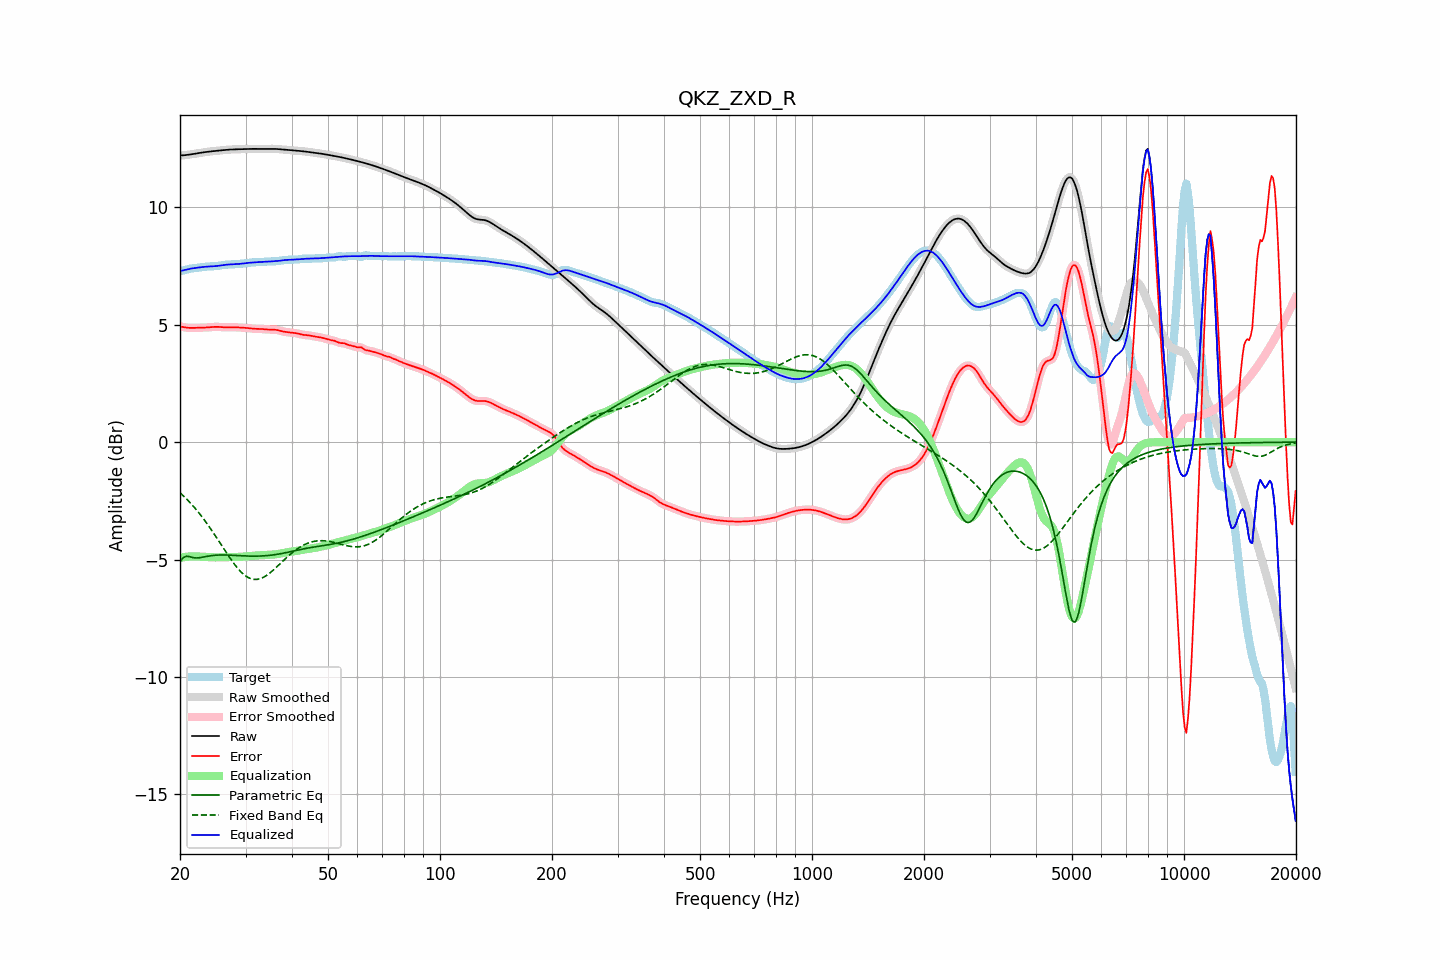 QKZ_ZXD_R
Amplitude (dBr)
10
5
0
−5
−10
−15
Target
Raw Smoothed
Error Smoothed
Raw
Error
Equalization
Parametric Eq
Fixed Band Eq
Equalized
20 50 100 200 500 1000 2000 5000 10000 20000
Frequency (Hz)